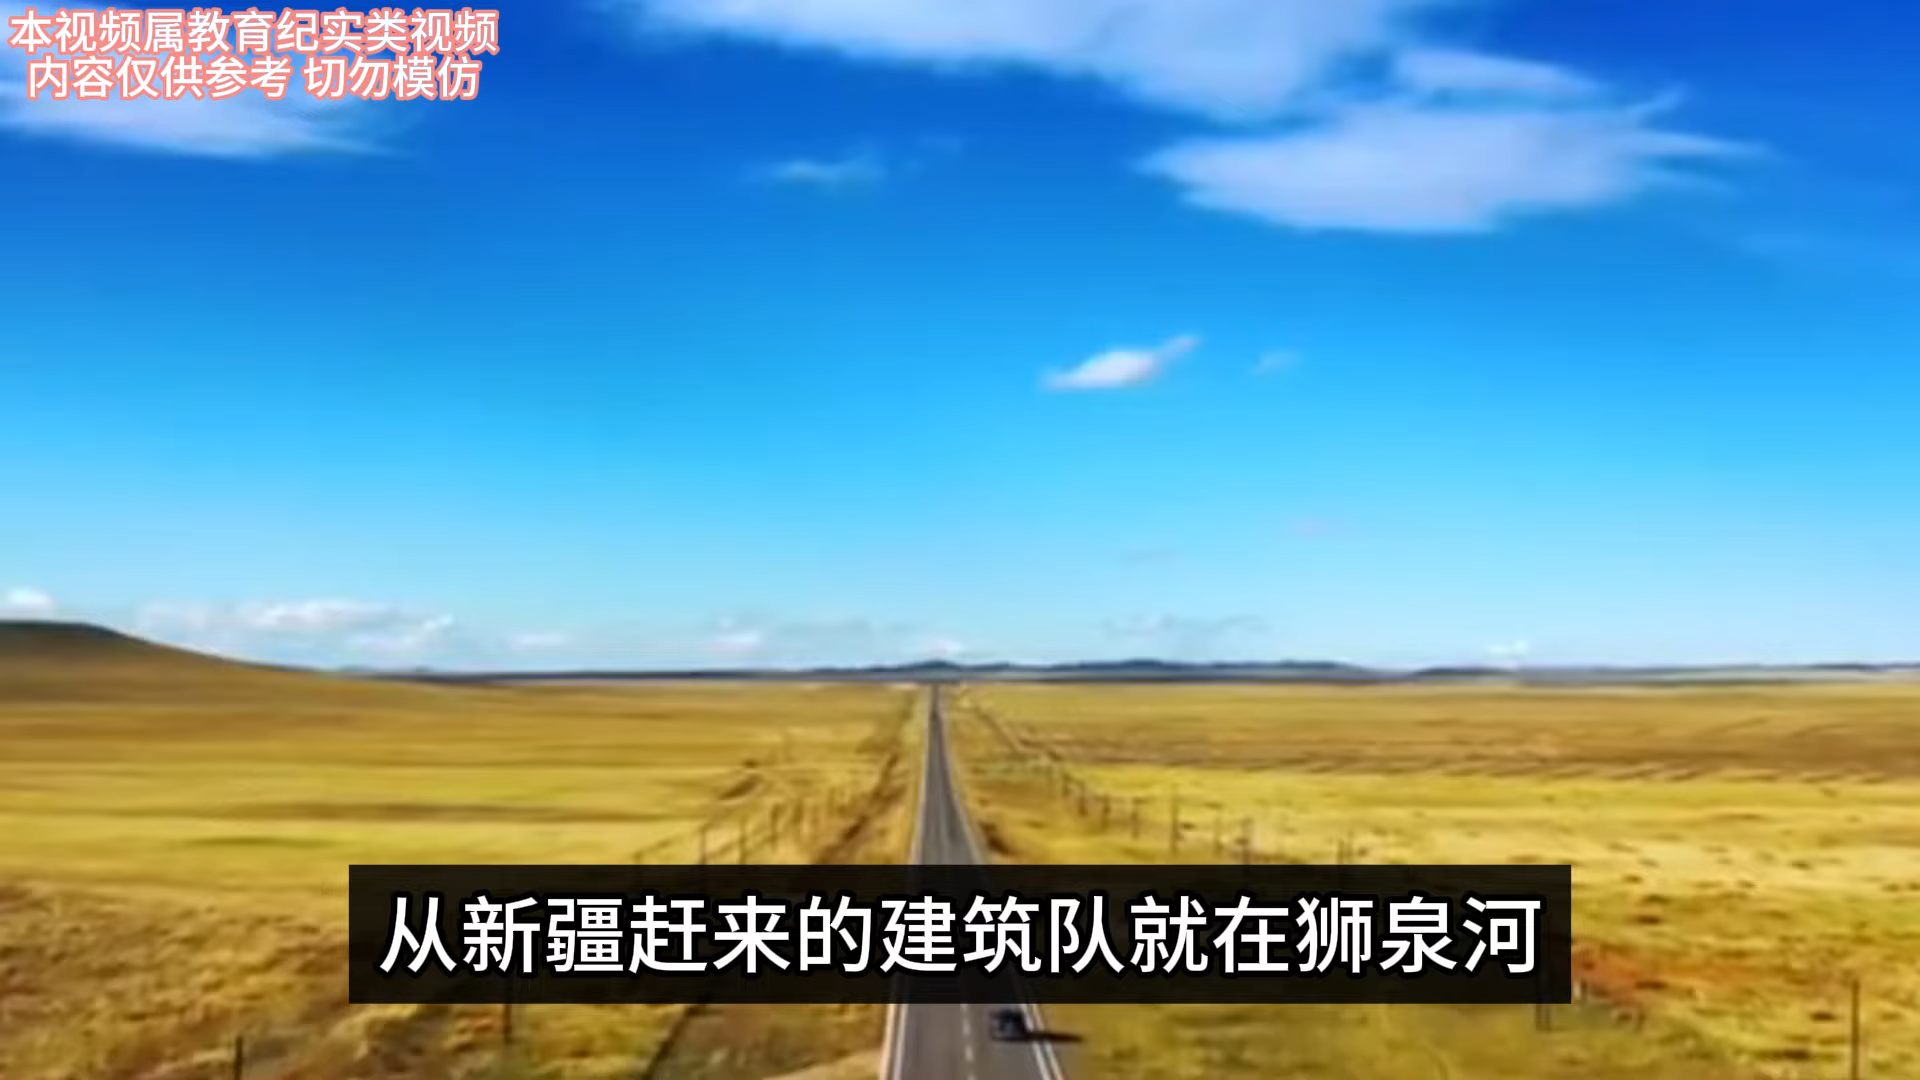 本视频属教育纪实类视频
内容仅供参考 切勿模仿
从新疆赶来的建筑队就在狮泉河